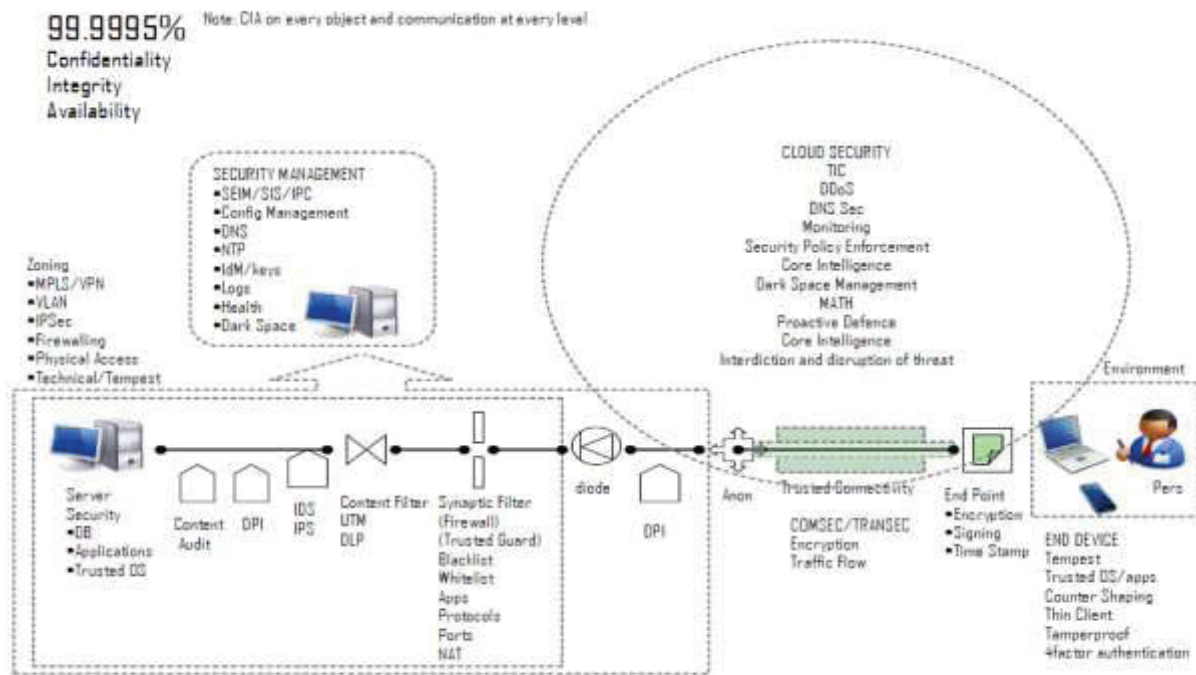 99.9995%
Note: CIA on every object and communication at every level
Confidentiality
Integrity
Availability
SECURITY MANAGEMENT
▪SEIM/SIS/IPC
▪Config Management
▪DNS
▪NTP
▪IdM/keys
▪Logs
▪Health
▪Dark Space
CLOUD SECURITY
TIC
DDoS
DNS Sec
Monitoring
Security Policy Enforcement
Core Intelligence
Dark Space Management
MATH
Proactive Defence
Core Intelligence
Interdiction and disruption of threat
Zoning
▪MPLS/VPN
▪VLAN
▪IPSec
▪Firewalling
▪Physical Access
▪Technical/Tempest
Environment
Server
Security
▪DB
▪Applications
▪Trusted OS
Content
Audit
DPI
IDS
IPS
Content Filter
UTM
DLP
Synaptic Filter
(Firewall)
(Trusted Guard)
Blacklist
Whitelist
Apps
Protocols
Ports
NAT
diode
DPI
Anon
Trusted Connectivity
COMSEC/TRANSEC
Encryption
Traffic Flow
End Point
▪Encryption
▪Signing
▪Time Stamp
Pers
END DEVICE
Tempest
Trusted OS/apps
Counter Shaping
Thin Client
Tamperproof
4factor authentication